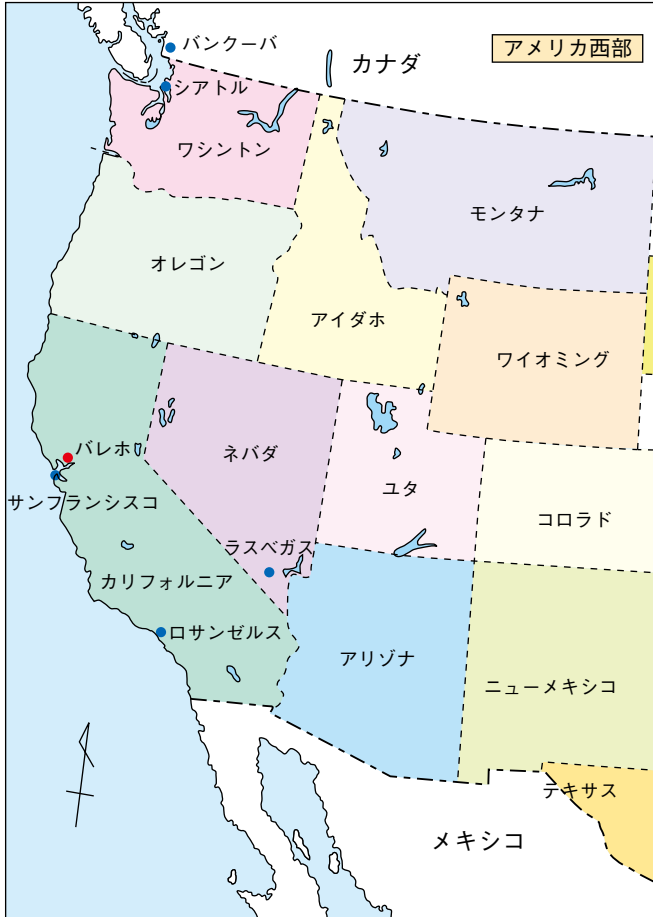 バンクーバ
カナダ
アメリカ西部
シアトル
ワシントン
モンタナ
オレゴン
アイダホ
ワイオミング
バレホ
ネバダ
ユタ
サンフランシスコ
コロラド
ラスベガス
カリフォルニア
ロサンゼルス
アリゾナ
ニューメキシコ
テキサス
メキシコ